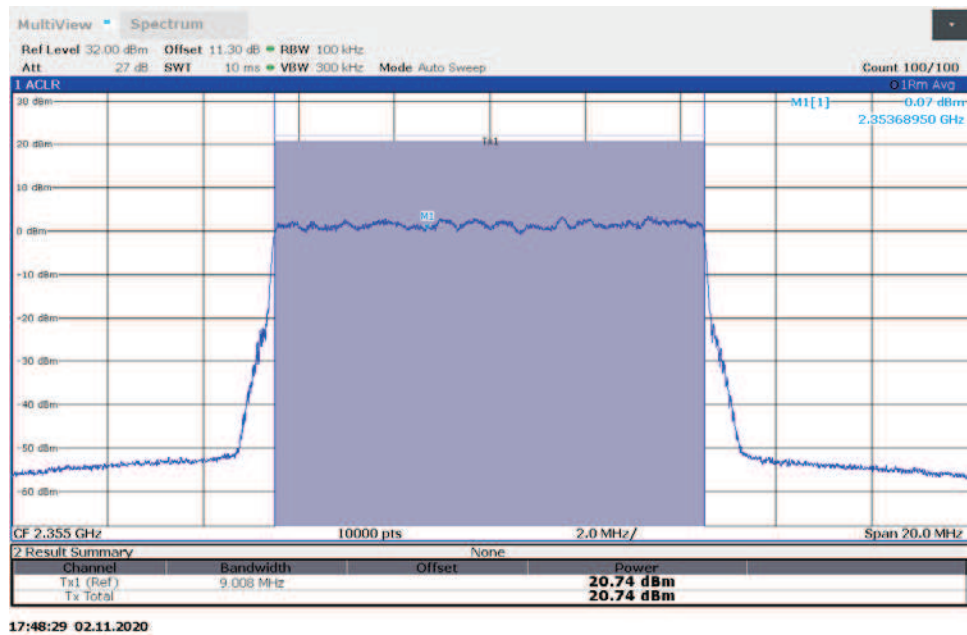 MultiView Spectrum
Ref Level 32.00 dBm Offset 11.30 dB RBW 100 kHz
Att 27 dB SWT 10 ms VBW 300 kHz Mode Auto Sweep Count 100/100
1 ACLR 1Rm Avg
30 dBm M1[1] 0.07 dBm
2.35368950 GHz
20 dBm TX1
10 dBm
M1
0 dBm
-10 dBm
-20 dBm
-30 dBm
-40 dBm
-50 dBm
-60 dBm
CF 2.355 GHz 10000 pts 2.0 MHz/ Span 20.0 MHz
2 Result Summary None
Channel Bandwidth Offset Power
Tx1 (Ref) 9.008 MHz 20.74 dBm
Tx Total 20.74 dBm
17:48:29 02.11.2020